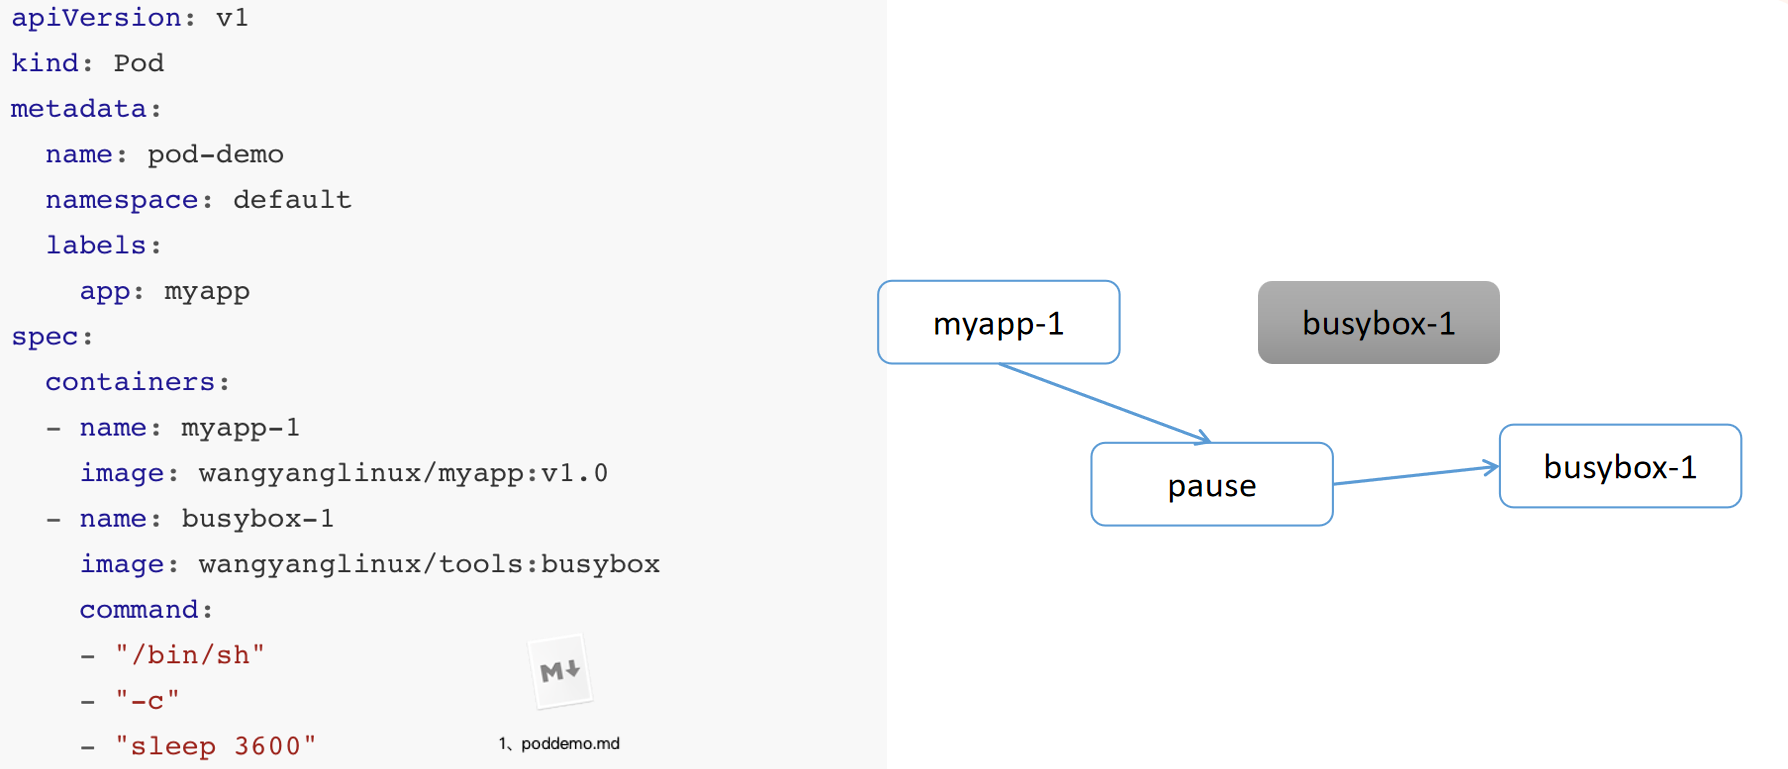 apiVersion: v1
kind: Pod
metadata:
  name: pod-demo
  namespace: default
  labels:
    app: myapp
spec:
  containers:
  - name: myapp-1
    image: wangyanglinux/myapp:v1.0
  - name: busybox-1
    image: wangyanglinux/tools:busybox
    command:
    - "/bin/sh"
    - "-c"
    - "sleep 3600"
M
1、poddemo.md
myapp-1
busybox-1
pause
busybox-1